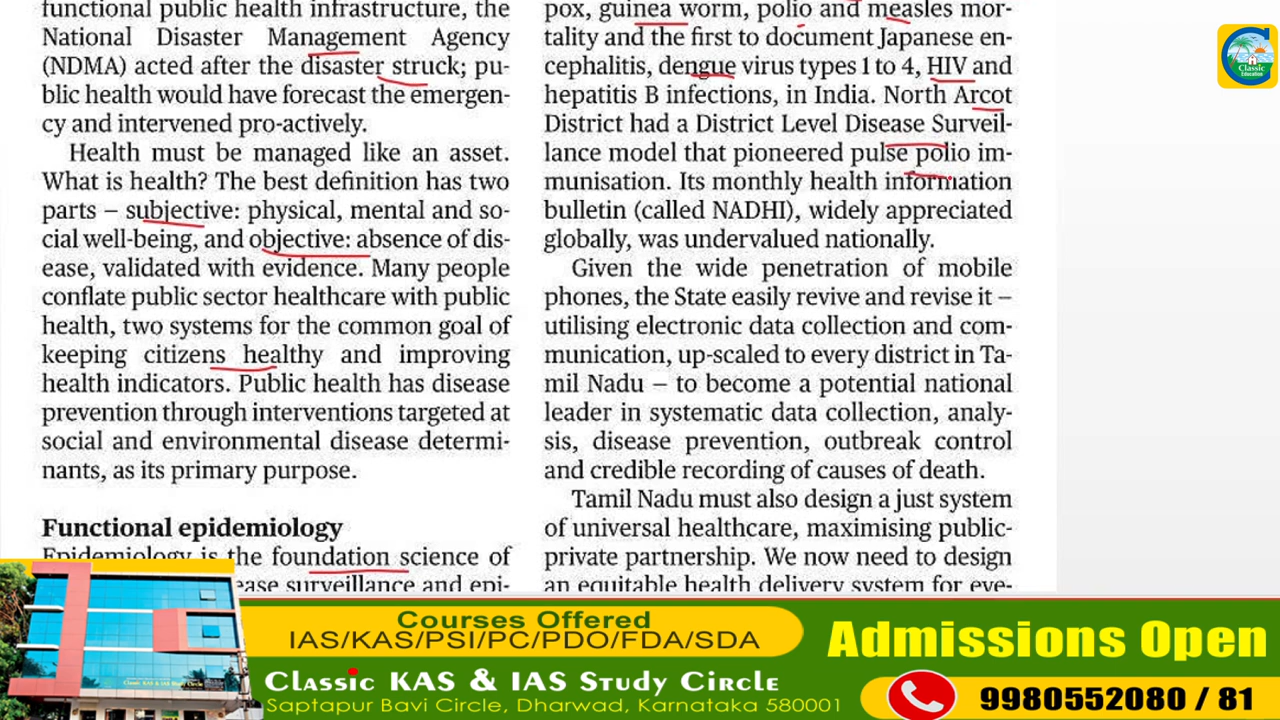 functional public health infrastructure, the
National Disaster Management Agency
(NDMA) acted after the disaster struck; pu-
blic health would have forecast the emergen-
cy and intervened pro-actively.
Health must be managed like an asset.
What is health? The best definition has two
parts – subjective: physical, mental and so-
cial well-being, and objective: absence of dis-
ease, validated with evidence. Many people
conflate public sector healthcare with public
health, two systems for the common goal of
keeping citizens healthy and improving
health indicators. Public health has disease
prevention through interventions targeted at
social and environmental disease determi-
nants, as its primary purpose.
Functional epidemiology
Epidemiology is the foundation science of
ease surveillance and epi-
pox, guinea worm, polio and measles mor-
tality and the first to document Japanese en-
cephalitis, dengue virus types 1 to 4, HIV and
hepatitis B infections, in India. North Arcot
District had a District Level Disease Surveil-
lance model that pioneered pulse polio im-
munisation. Its monthly health information
bulletin (called NADHI), widely appreciated
globally, was undervalued nationally.
Given the wide penetration of mobile
phones, the State easily revive and revise it –
utilising electronic data collection and com-
munication, up-scaled to every district in Ta-
mil Nadu – to become a potential national
leader in systematic data collection, analy-
sis, disease prevention, outbreak control
and credible recording of causes of death.
Tamil Nadu must also design a just system
of universal healthcare, maximising public-
private partnership. We now need to design
an equitable health delivery system for eve-
Classic
Education
Courses Offered
IAS/KAS/PSI/PC/PDO/FDA/SDA
Classic KAS & IAS Study Circle
Saptapur Bavi Circle, Dharwad, Karnataka 580001
Admissions Open
9980552080 / 81